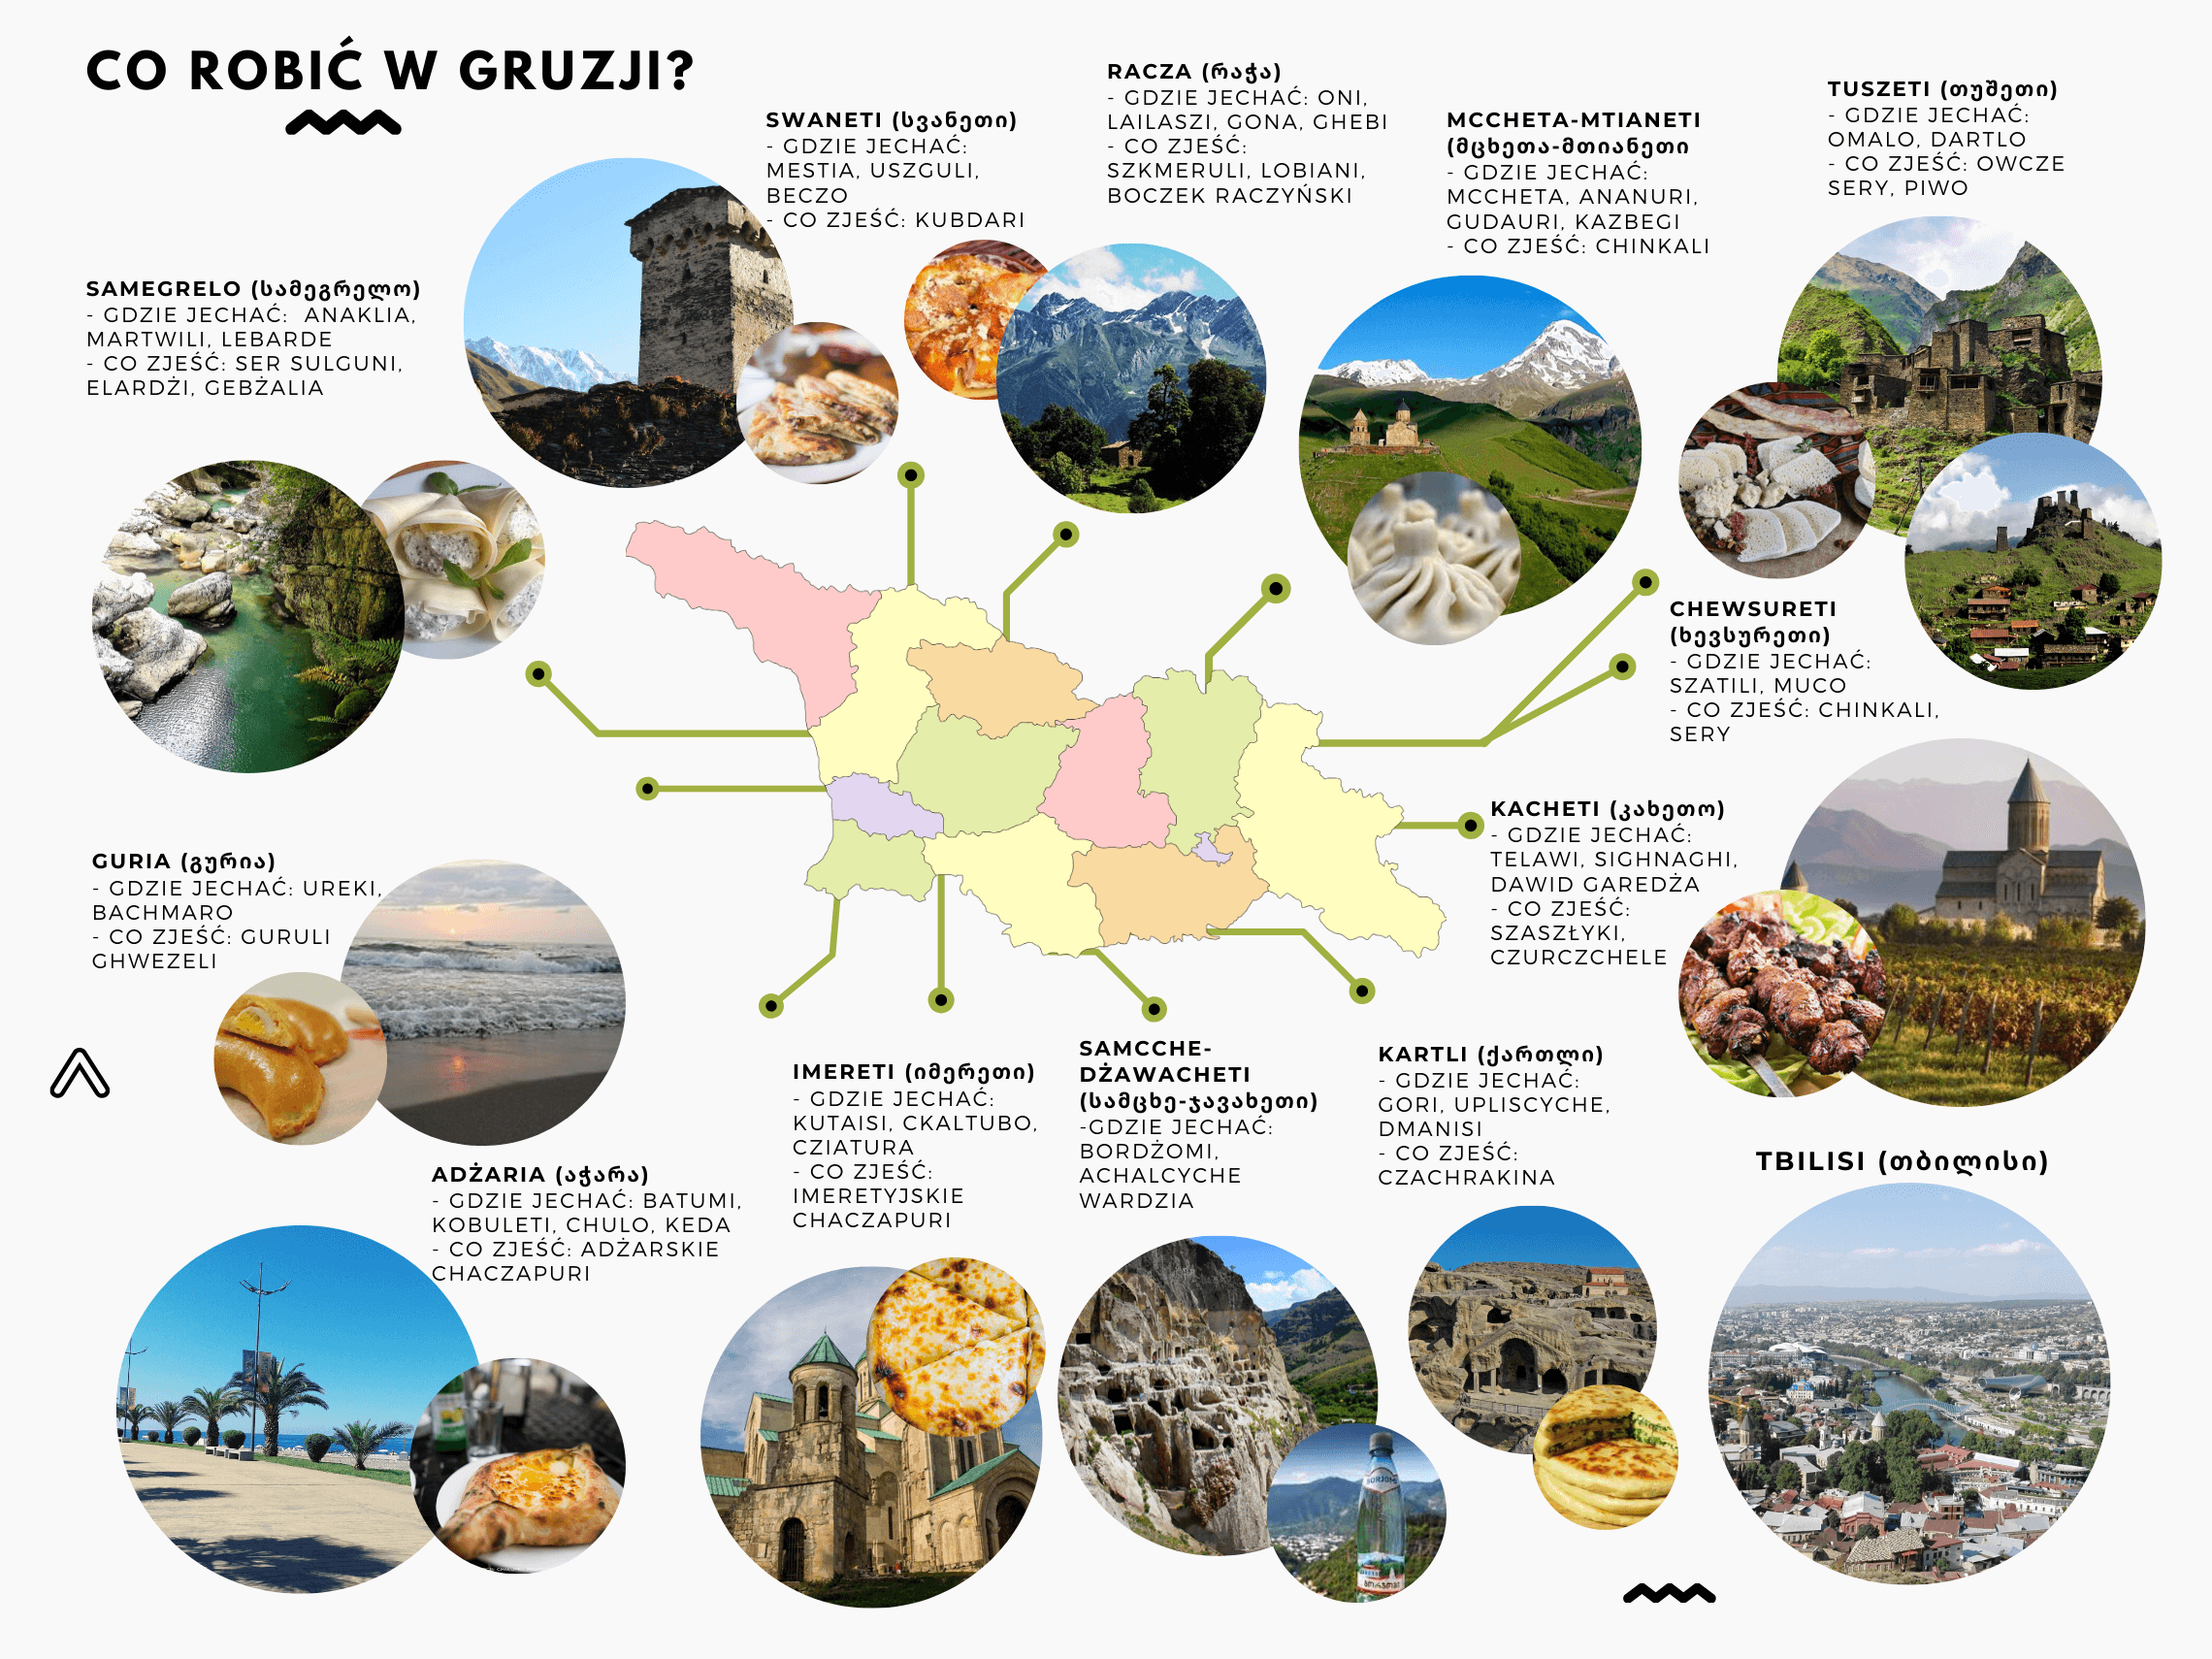 CO ROBIĆ W GRUZJI?
SAMEGRELO (სამეგრელო)
- GDZIE JECHAĆ: ANAKLIA,
MARTWILI, LEBARDE
- CO ZJEŚĆ: SER SULGUNI,
ELARDŻI, GEBŻALIA
SWANETI (სვანეთი)
- GDZIE JECHAĆ:
MESTIA, USZGULI,
BECZO
- CO ZJEŚĆ: KUBDARI
RACZA (რაჭა)
- GDZIE JECHAĆ: ONI,
LAILASZI, GONA, GHEBI
- CO ZJEŚĆ:
SZKMERULI, LOBIANI,
BOCZEK RACZYŃSKI
MCCHETA-MTIANETI
(მცხეთა-მთიანეთი
- GDZIE JECHAĆ:
MCCHETA, ANANURI,
GUDAURI, KAZBEGI
- CO ZJEŚĆ: CHINKALI
TUSZETI (თუშეთი)
- GDZIE JECHAĆ:
OMALO, DARTLO
- CO ZJEŚĆ: OWCZE
SERY, PIWO
CHEWSURETI
(ხევსურეთი)
- GDZIE JECHAĆ:
SZATILI, MUCO
- CO ZJEŚĆ: CHINKALI,
SERY
KACHETI (კახეთო)
- GDZIE JECHAĆ:
TELAWI, SIGHNAGHI,
DAWID GAREDŻA
- CO ZJEŚĆ:
SZASZŁYKI,
CZURCZCHELE
GURIA (გურია)
- GDZIE JECHAĆ: UREKI,
BACHMARO
- CO ZJEŚĆ: GURULI
GHWEZELI
ADŻARIA (აჭარა)
- GDZIE JECHAĆ: BATUMI,
KOBULETI, CHULO, KEDA
- CO ZJEŚĆ: ADŻARSKIE
CHACZAPURI
IMERETI (იმერეთი)
- GDZIE JECHAĆ:
KUTAISI, CKALTUBO,
CZIATURA
- CO ZJEŚĆ:
IMERETYJSKIE
CHACZAPURI
SAMCCHE-
DŻAWACHETI
(სამცხე-ჯავახეთი)
-GDZIE JECHAĆ:
BORDŻOMI,
ACHALCYCHE
WARDZIA
KARTLI (ქართლი)
- GDZIE JECHAĆ:
GORI, UPLISCYCHE,
DMANISI
- CO ZJEŚĆ:
CZACHRAKINA
TBILISI (თბილისი)
BORJOMI
ბორჯომი